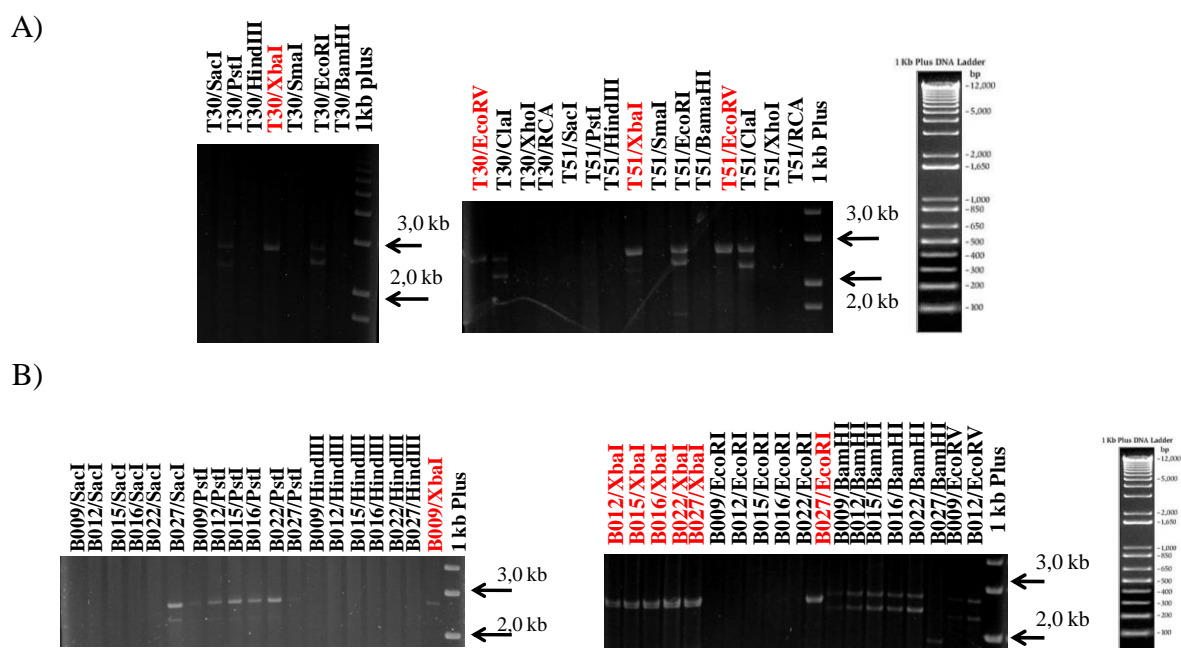 A)
T30/SacI
T30/PstI
T30/HindIII
T30/XbaI
T30/SmaI
T30/EcoRI
T30/BamHI
1kb plus
3,0 kb
2,0 kb
T30/EcoRV
T30/ClaI
T30/XhoI
T30/RCA
T51/SacI
T51/PstI
T51/HindIII
T51/XbaI
T51/SmaI
T51/EcoRI
T51/BamaHI
T51/EcoRV
T51/ClaI
T51/XhoI
T51/RCA
1 kb Plus
3,0 kb
2,0 kb
1 Kb Plus DNA Ladder
bp
12,000
5,000
2,000
1,650
1,000
850
650
500
400
300
200
100
B)
B009/SacI
B012/SacI
B015/SacI
B016/SacI
B022/SacI
B027/SacI
B009/PstI
B012/PstI
B015/PstI
B016/PstI
B022/PstI
B027/PstI
B009/HindIII
B012/HindIII
B015/HindIII
B016/HindIII
B022/HindIII
B027/HindIII
B009/XbaI
1 kb Plus
3,0 kb
2,0 kb
B012/XbaI
B015/XbaI
B016/XbaI
B022/XbaI
B027/XbaI
B009/EcoRI
B012/EcoRI
B015/EcoRI
B016/EcoRI
B022/EcoRI
B027/EcoRI
B009/BamHI
B012/BamHI
B015/BamHI
B016/BamHI
B022/BamHI
B027/BamHI
B009/EcoRV
B012/EcoRV
1 kb Plus
3,0 kb
2,0 kb
1 Kb Plus DNA Ladder
bp
12,000
5,000
2,000
1,650
1,000
850
650
500
400
300
200
100